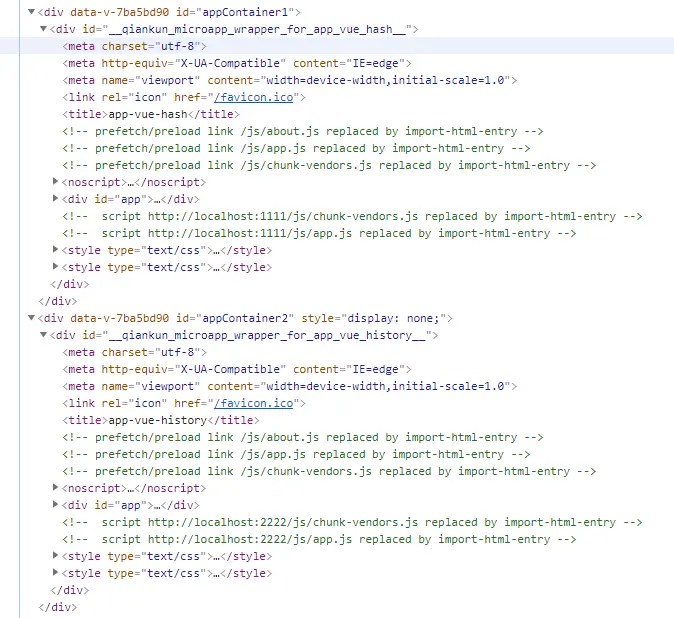 ▼<div data-v-7ba5bd90 id="appContainer1">
▼<div id="__qiankun_microapp_wrapper_for_app_vue_hash__">
<meta charset="utf-8">
<meta http-equiv="X-UA-Compatible" content="IE=edge">
<meta name="viewport" content="width=device-width,initial-scale=1.0">
<link rel="icon" href="/favicon.ico">
<title>app-vue-hash</title>
<!-- prefetch/preload link /js/about.js replaced by import-html-entry -->
<!-- prefetch/preload link /js/app.js replaced by import-html-entry -->
<!-- prefetch/preload link /js/chunk-vendors.js replaced by import-html-entry -->
▶<noscript>…</noscript>
▶<div id="app">…</div>
<!--  script http://localhost:1111/js/chunk-vendors.js replaced by import-html-entry -->
<!--  script http://localhost:1111/js/app.js replaced by import-html-entry -->
▶<style type="text/css">…</style>
▶<style type="text/css">…</style>
</div>
</div>
▼<div data-v-7ba5bd90 id="appContainer2" style="display: none;">
▼<div id="__qiankun_microapp_wrapper_for_app_vue_history__">
<meta charset="utf-8">
<meta http-equiv="X-UA-Compatible" content="IE=edge">
<meta name="viewport" content="width=device-width,initial-scale=1.0">
<link rel="icon" href="/favicon.ico">
<title>app-vue-history</title>
<!-- prefetch/preload link /js/about.js replaced by import-html-entry -->
<!-- prefetch/preload link /js/app.js replaced by import-html-entry -->
<!-- prefetch/preload link /js/chunk-vendors.js replaced by import-html-entry -->
▶<noscript>…</noscript>
▶<div id="app">…</div>
<!--  script http://localhost:2222/js/chunk-vendors.js replaced by import-html-entry -->
<!--  script http://localhost:2222/js/app.js replaced by import-html-entry -->
▶<style type="text/css">…</style>
▶<style type="text/css">…</style>
</div>
</div>